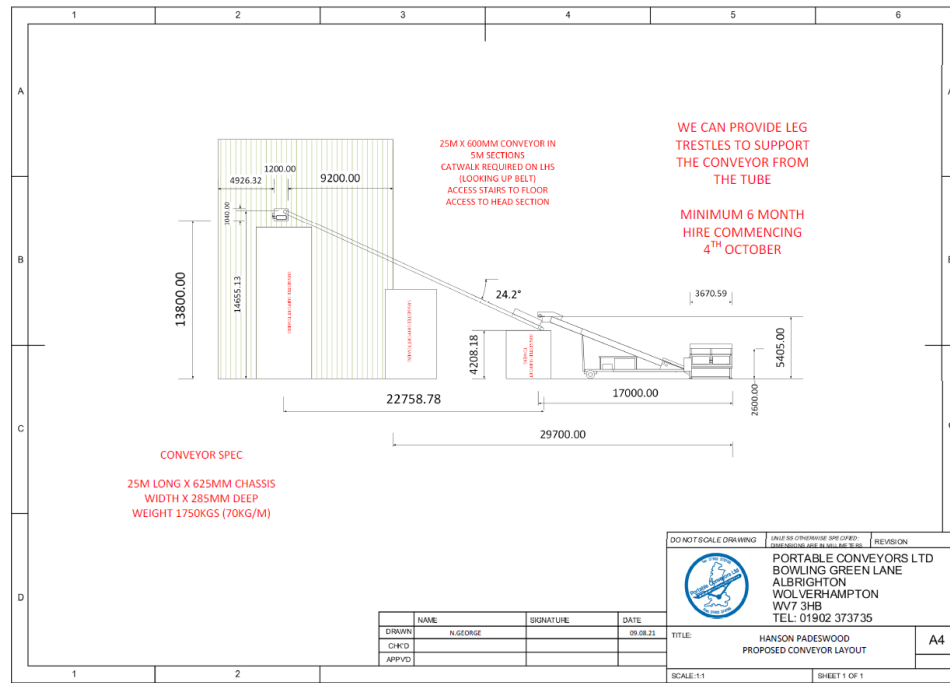 1 2 3 4 5 6
A
A
25M X 600MM CONVEYOR IN
5M SECTIONS
CATWALK REQUIRED ON LHS
(LOOKING UP BELT)
ACCESS STAIRS TO FLOOR
ACCESS TO HEAD SECTION
WE CAN PROVIDE LEG
TRESTLES TO SUPPORT
THE CONVEYOR FROM
THE TUBE
MINIMUM 6 MONTH
HIRE COMMENCING
4TH OCTOBER
1200.00
4926.32
9200.00
1040.00
B
B
13800.00
14655.13
24.2°
3670.59
4208.18
5405.00
2600.00
22758.78
17000.00
29700.00
C
C
CONVEYOR SPEC
25M LONG X 625MM CHASSIS
WIDTH X 285MM DEEP
WEIGHT 1750KGS (70KG/M)
D
DO NOT SCALE DRAWING
UNLESS OTHERWISE SPECIFIED:
DIMENSIONS ARE IN MILLIMETERS
REVISION
Portable Conveyors Ltd
PORTABLE CONVEYORS LTD
BOWLING GREEN LANE
ALBRIGHTON
WOLVERHAMPTON
WV7 3HB
TEL: 01902 373735
NAME SIGNATURE DATE
DRAWN N.GEORGE 09.08.21
CHK'D
APPV'D
TITLE:
HANSON PADESWOOD
PROPOSED CONVEYOR LAYOUT
A4
SCALE:1:1
SHEET 1 OF 1
1 2